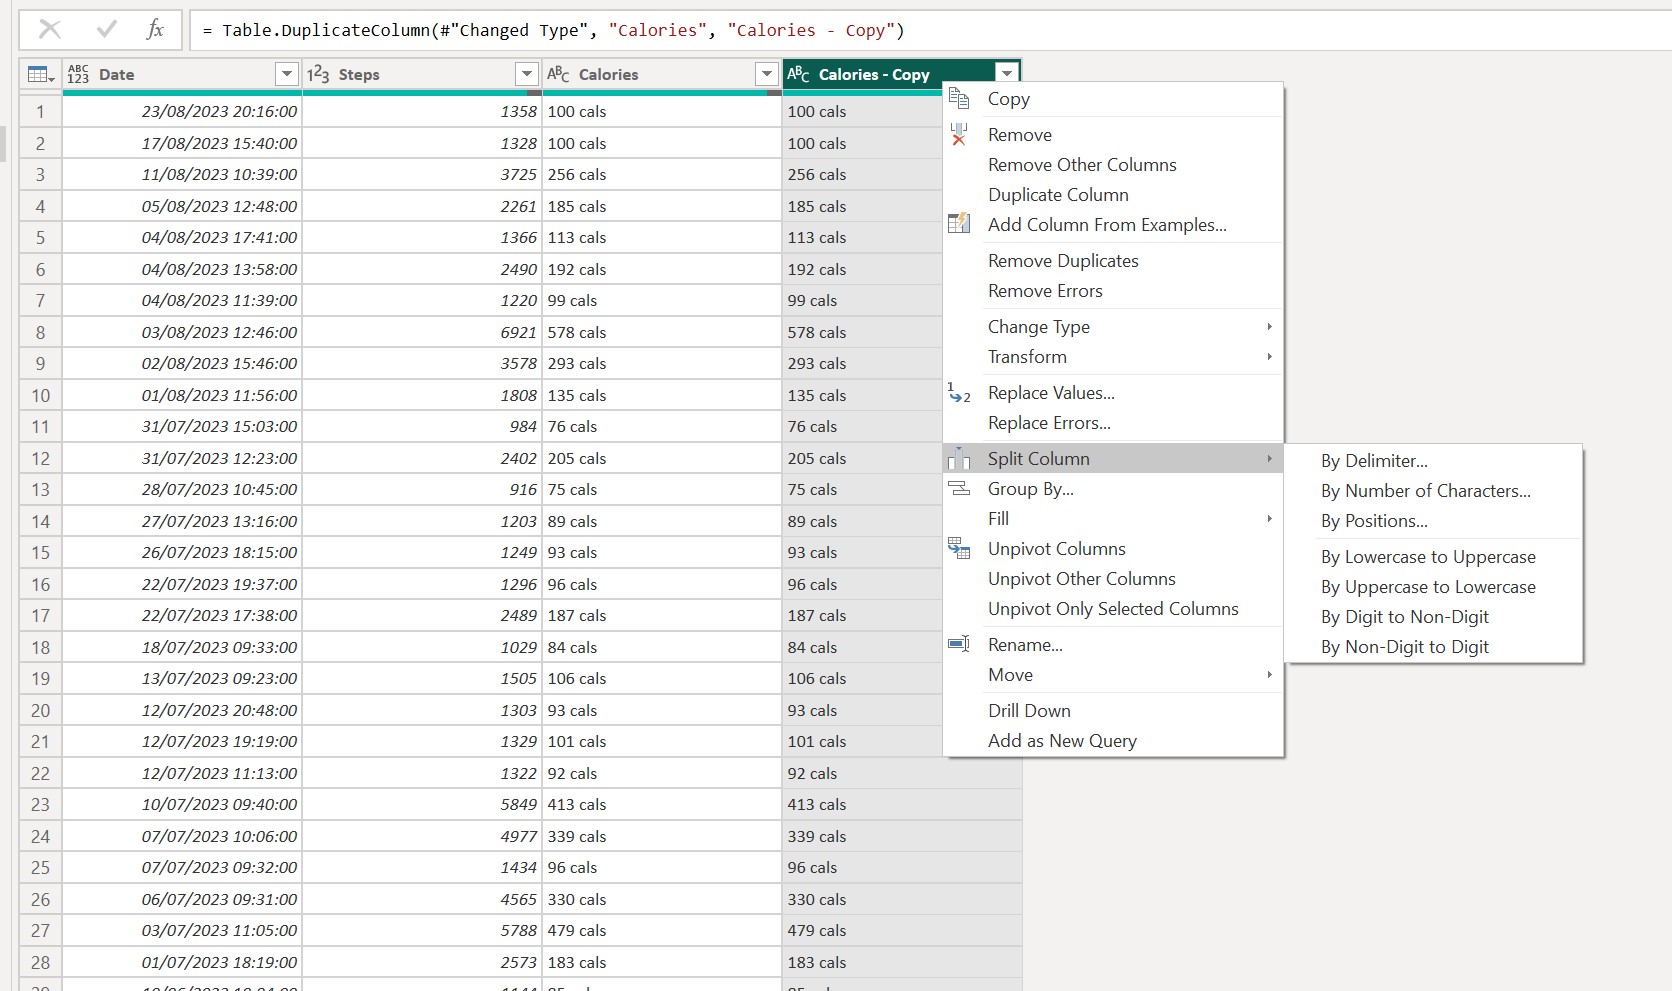 fx = Table.DuplicateColumn(#"Changed Type", "Calories", "Calories - Copy")
ABC 123 Date 1²3 Steps ABC Calories ABC Calories - Copy
1 23/08/2023 20:16:00 1358 100 cals 100 cals
2 17/08/2023 15:40:00 1328 100 cals 100 cals
3 11/08/2023 10:39:00 3725 256 cals 256 cals
4 05/08/2023 12:48:00 2261 185 cals 185 cals
5 04/08/2023 17:41:00 1366 113 cals 113 cals
6 04/08/2023 13:58:00 2490 192 cals 192 cals
7 04/08/2023 11:39:00 1220 99 cals 99 cals
8 03/08/2023 12:46:00 6921 578 cals 578 cals
9 02/08/2023 15:46:00 3578 293 cals 293 cals
10 01/08/2023 11:56:00 1808 135 cals 135 cals
11 31/07/2023 15:03:00 984 76 cals 76 cals
12 31/07/2023 12:23:00 2402 205 cals 205 cals
13 28/07/2023 10:45:00 916 75 cals 75 cals
14 27/07/2023 13:16:00 1203 89 cals 89 cals
15 26/07/2023 18:15:00 1249 93 cals 93 cals
16 22/07/2023 19:37:00 1296 96 cals 96 cals
17 22/07/2023 17:38:00 2489 187 cals 187 cals
18 18/07/2023 09:33:00 1029 84 cals 84 cals
19 13/07/2023 09:23:00 1505 106 cals 106 cals
20 12/07/2023 20:48:00 1303 93 cals 93 cals
21 12/07/2023 19:19:00 1329 101 cals 101 cals
22 12/07/2023 11:13:00 1322 92 cals 92 cals
23 10/07/2023 09:40:00 5849 413 cals 413 cals
24 07/07/2023 10:06:00 4977 339 cals 339 cals
25 07/07/2023 09:32:00 1434 96 cals 96 cals
26 06/07/2023 09:31:00 4565 330 cals 330 cals
27 03/07/2023 11:05:00 5788 479 cals 479 cals
28 01/07/2023 18:19:00 2573 183 cals 183 cals
Copy
Remove
Remove Other Columns
Duplicate Column
Add Column From Examples...
Remove Duplicates
Remove Errors
Change Type
Transform
1 2 Replace Values...
Replace Errors...
Split Column
Group By...
Fill
Unpivot Columns
Unpivot Other Columns
Unpivot Only Selected Columns
Rename...
Move
Drill Down
Add as New Query
By Delimiter...
By Number of Characters...
By Positions...
By Lowercase to Uppercase
By Uppercase to Lowercase
By Digit to Non-Digit
By Non-Digit to Digit